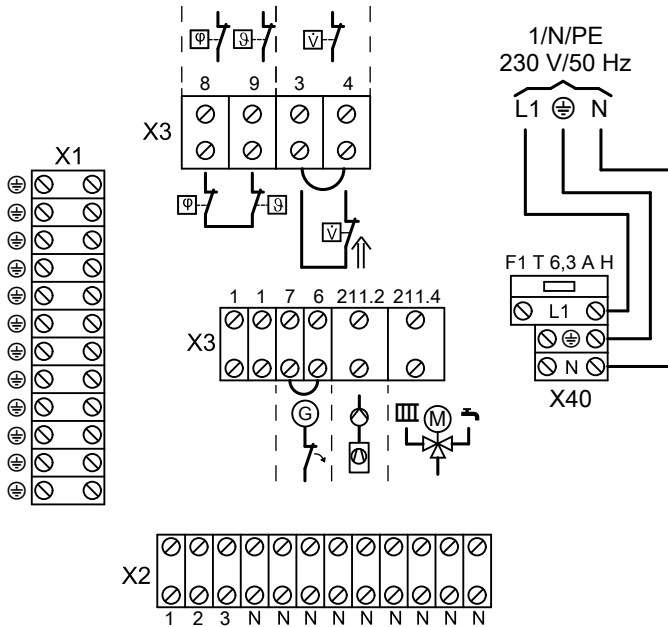 φ ϑ V̇
8 9 3 4
X3
φ ϑ
V̇
1/N/PE
230 V/50 Hz
L1 N
X1
F1 T 6,3 A H
L1
N
X40
1 1 7 6 211.2 211.4
X3
G
M
X2
1 2 3 N N N N N N N N N